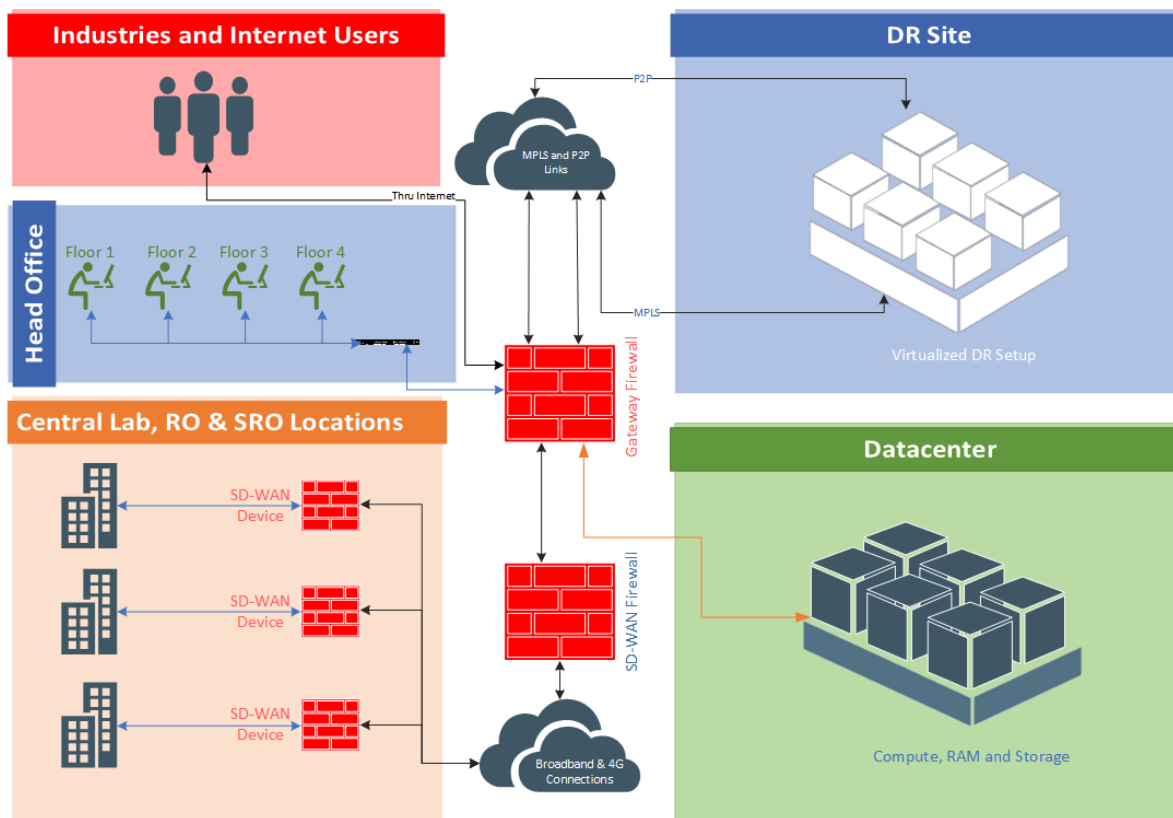 Industries and Internet Users
DR Site
P2P
MPLS and P2P
Links
Thru Internet
Head Office
Floor 1
Floor 2
Floor 3
Floor 4
MPLS
Virtualized DR Setup
Gateway Firewall
Central Lab, RO & SRO Locations
Datacenter
SD-WAN
Device
SD-WAN
Device
SD-WAN
Device
SD-WAN Firewall
Broadband & 4G
Connections
Compute, RAM and Storage